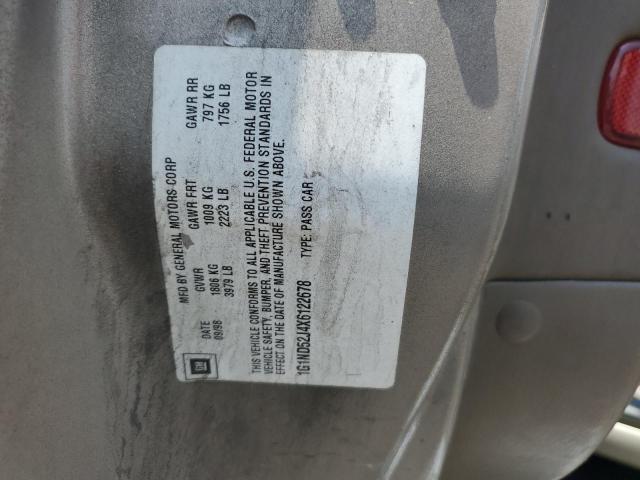 MFD BY GENERAL MOTORS CORP
DATE GVWR GAWR FRT GAWR RR
09/98 1806 KG 1009 KG 797 KG
3979 LB 2223 LB 1756 LB
THIS VEHICLE CONFORMS TO ALL APPLICABLE U.S. FEDERAL MOTOR
VEHICLE SAFETY, BUMPER, AND THEFT PREVENTION STANDARDS IN
EFFECT ON THE DATE OF MANUFACTURE SHOWN ABOVE.
1G1ND52J4X6122678 TYPE: PASS CAR
GM